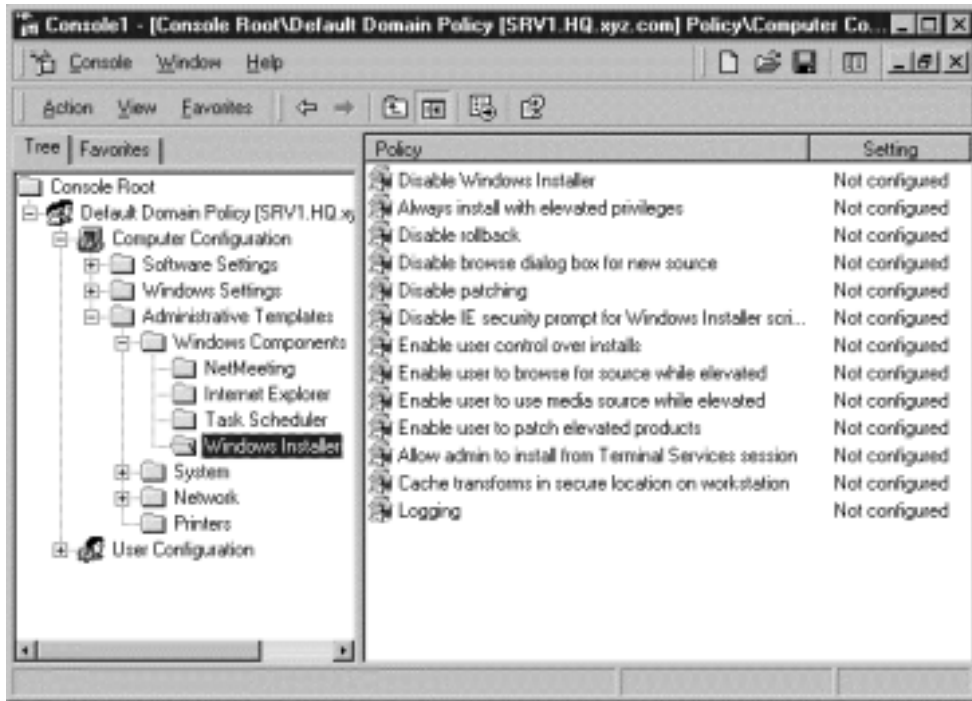 Console1 - [Console Root\Default Domain Policy [SRV1.HQ.xyz.com] Policy\Computer Co...
Console Window Help
Action View Favorites
Tree Favorites
Console Root
Default Domain Policy [SRV1.HQ.xy
Computer Configuration
Software Settings
Windows Settings
Administrative Templates
Windows Components
NetMeeting
Internet Explorer
Task Scheduler
Windows Installer
System
Network
Printers
User Configuration
Policy Setting
Disable Windows Installer Not configured
Always install with elevated privileges Not configured
Disable rollback Not configured
Disable browse dialog box for new source Not configured
Disable patching Not configured
Disable IE security prompt for Windows Installer scri... Not configured
Enable user control over installs Not configured
Enable user to browse for source while elevated Not configured
Enable user to use media source while elevated Not configured
Enable user to patch elevated products Not configured
Allow admin to install from Terminal Services session Not configured
Cache transforms in secure location on workstation Not configured
Logging Not configured